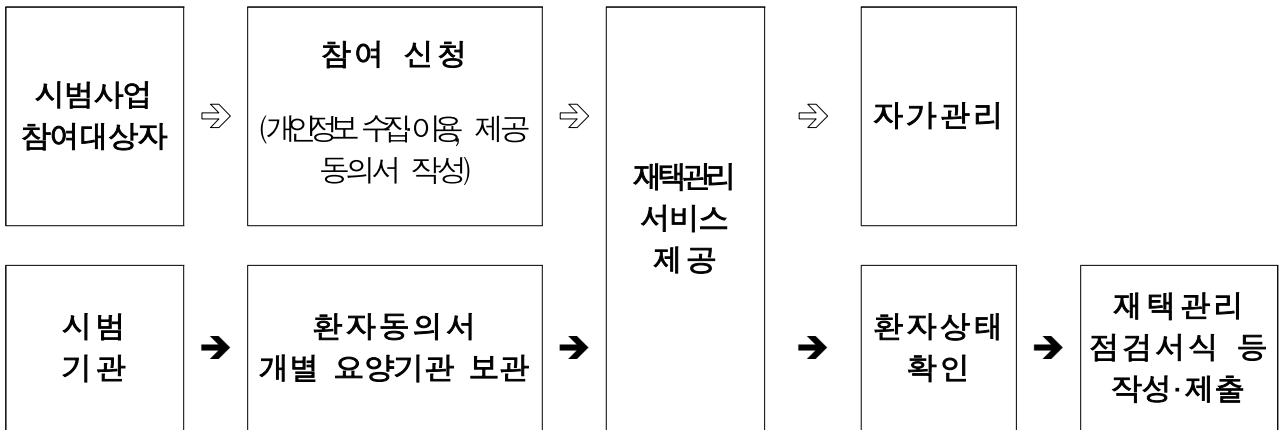 시범사업
참여대상자
참여 신청
(개인정보 수집·이용, 제공
동의서 작성)
재택관리
서비스
제공
자가관리
시범
기관
환자동의서
개별 요양기관 보관
환자상태
확인
재택관리
점검서식 등
작성·제출